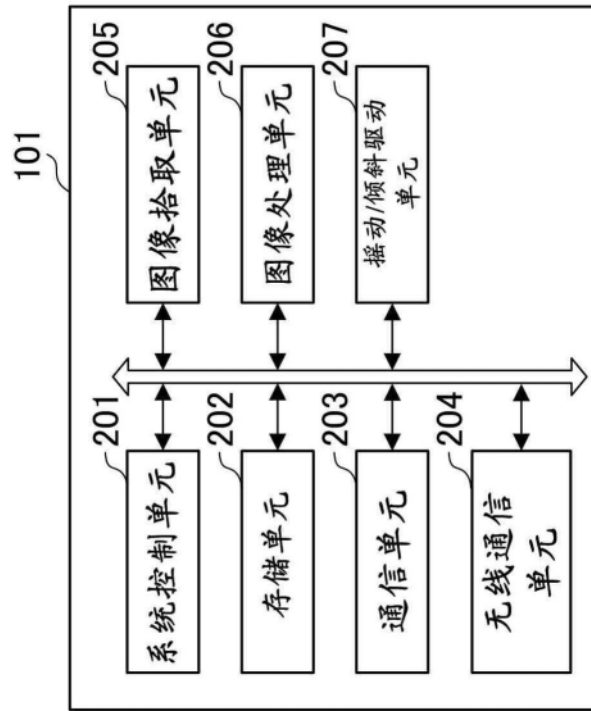 101
201
系统控制单元
202
存储单元
203
通信单元
204
无线通信
单元
205
图像拾取单元
206
图像处理单元
207
摇动/倾斜驱动
单元